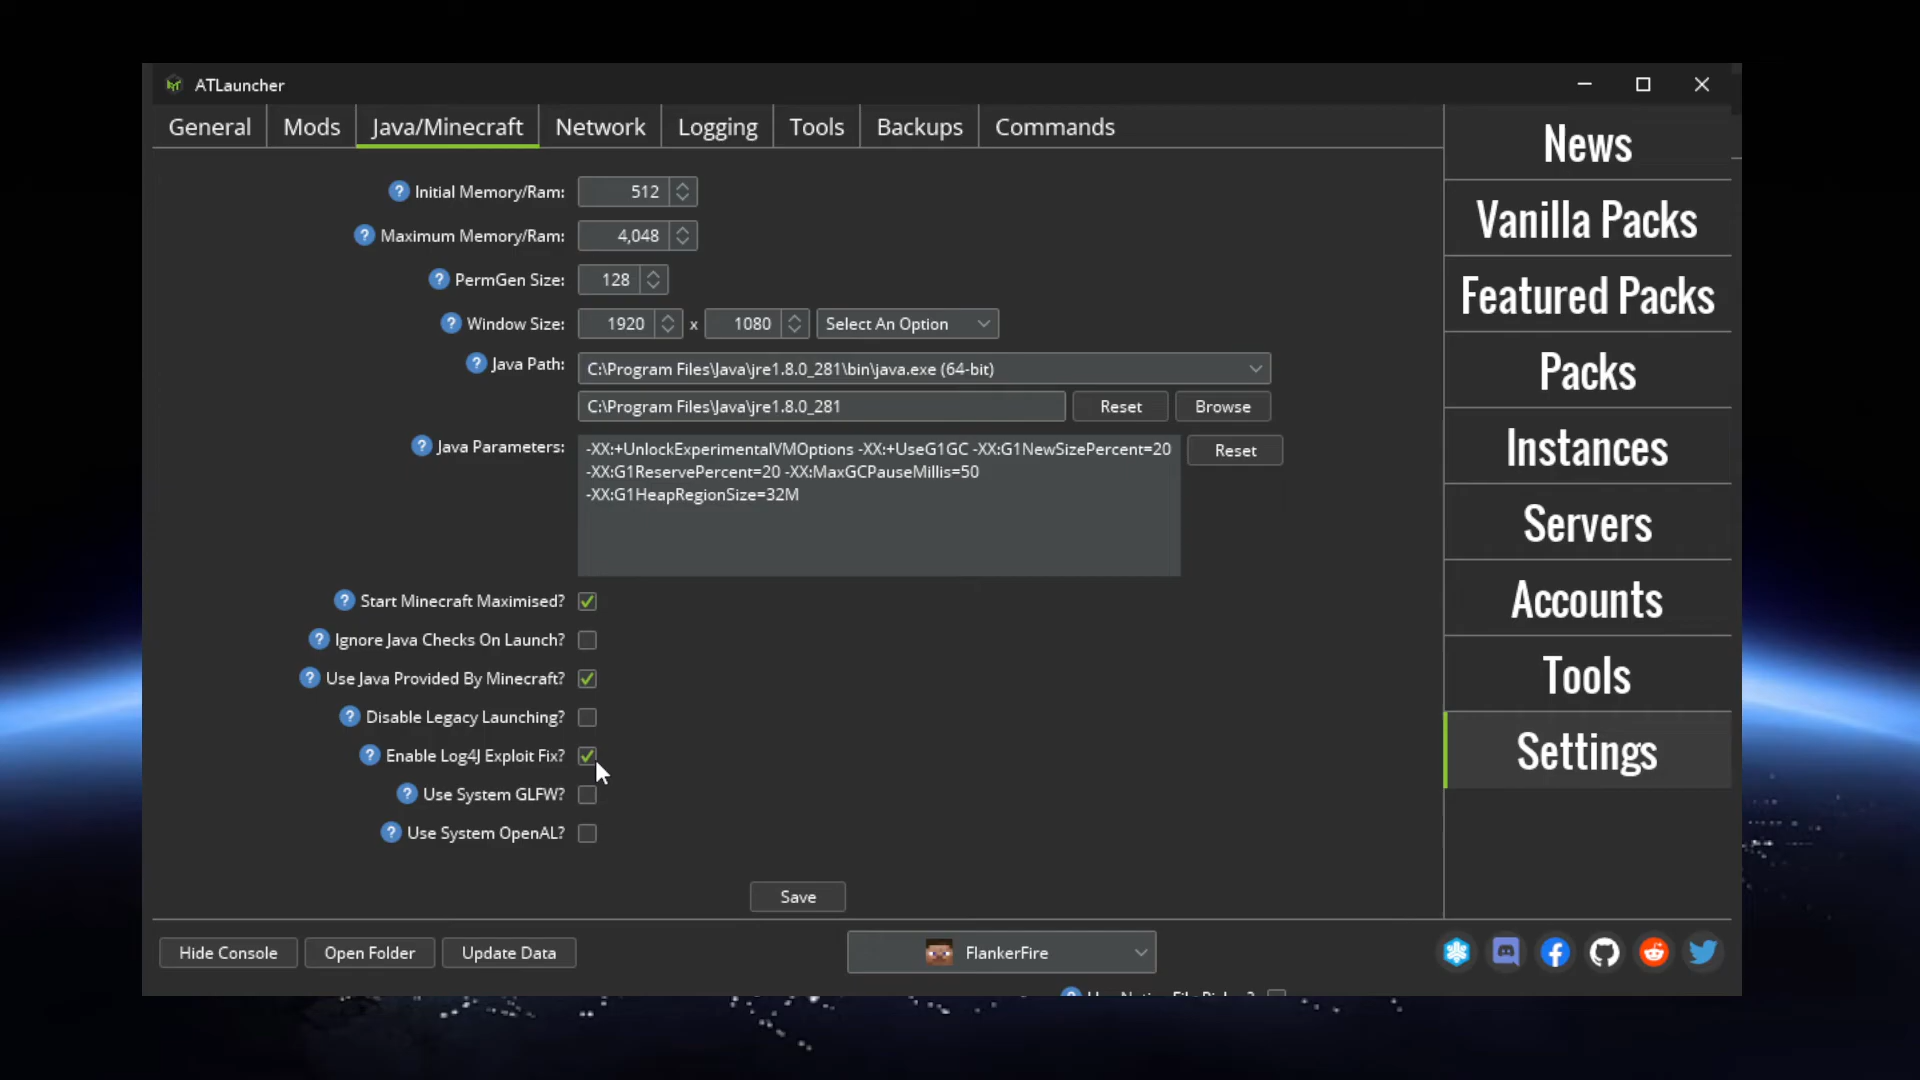 ATLauncher
General Mods Java/Minecraft Network Logging Tools Backups Commands
Initial Memory/Ram: 512
Maximum Memory/Ram: 4,048
PermGen Size: 128
Window Size: 1920 x 1080 Select An Option
Java Path: C:\Program Files\Java\jre1.8.0_281\bin\java.exe (64-bit)
C:\Program Files\Java\jre1.8.0_281 Reset Browse
Java Parameters: -XX:+UnlockExperimentalVMOptions -XX:+UseG1GC -XX:G1NewSizePercent=20 Reset
-XX:G1ReservePercent=20 -XX:MaxGCPauseMillis=50
-XX:G1HeapRegionSize=32M
Start Minecraft Maximised?
Ignore Java Checks On Launch?
Use Java Provided By Minecraft?
Disable Legacy Launching?
Enable Log4J Exploit Fix?
Use System GLFW?
Use System OpenAL?
Save
News
Vanilla Packs
Featured Packs
Packs
Instances
Servers
Accounts
Tools
Settings
Hide Console Open Folder Update Data FlankerFire